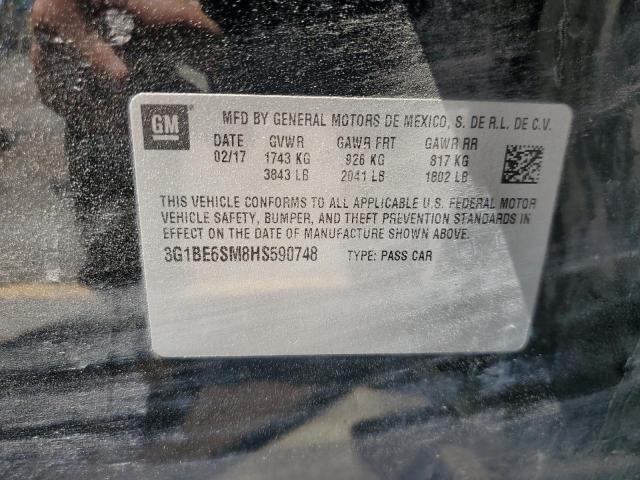 GM
MFD BY GENERAL MOTORS DE MEXICO, S. DE R.L. DE C.V.
DATE GVWR GAWR FRT GAWR RR
02/17 1743 KG 926 KG 817 KG
3843 LB 2041 LB 1802 LB
THIS VEHICLE CONFORMS TO ALL APPLICABLE U.S. FEDERAL MOTOR
VEHICLE SAFETY, BUMPER, AND THEFT PREVENTION STANDARDS IN
EFFECT ON THE DATE OF MANUFACTURE SHOWN ABOVE.
3G1BE6SM8HS590748 TYPE: PASS CAR